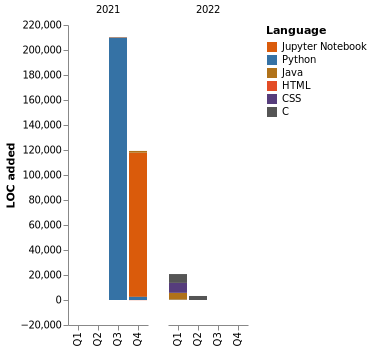 2021 2022
220,000
200,000
180,000
160,000
140,000
120,000
100,000
80,000
60,000
40,000
20,000
0
−20,000
LOC added
Q1 Q2 Q3 Q4 Q1 Q2 Q3 Q4
Language
Jupyter Notebook
Python
Java
HTML
CSS
C